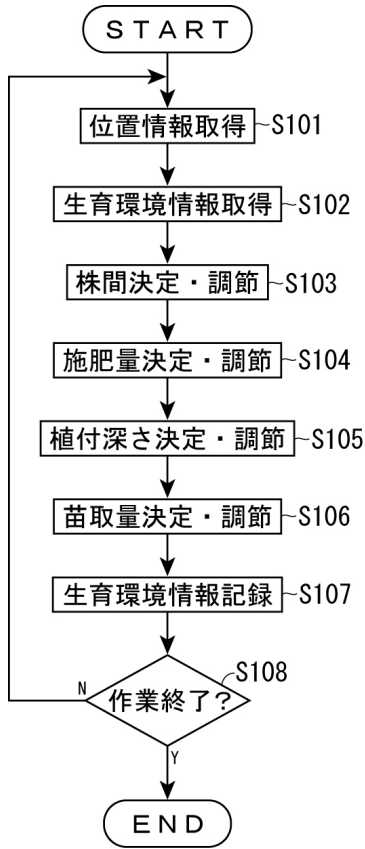 START
位置情報取得 S101
生育環境情報取得 S102
株間決定・調節 S103
施肥量決定・調節 S104
植付深さ決定・調節 S105
苗取量決定・調節 S106
生育環境情報記録 S107
S108
作業終了?
N
Y
END